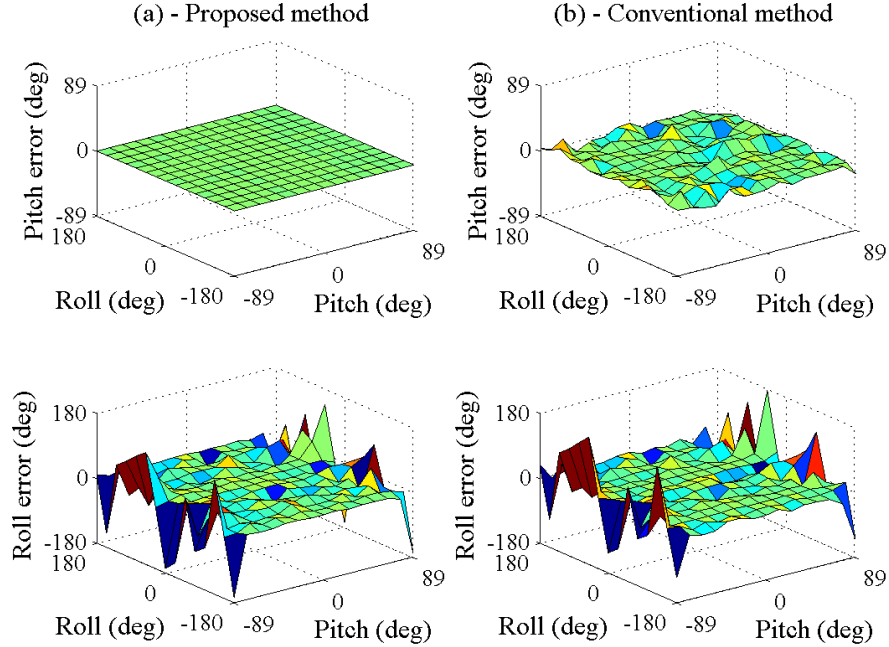 (a) - Proposed method
(b) - Conventional method
Pitch error (deg)
89
0
-89
180
0
-180
Roll (deg)
-89
0
89
Pitch (deg)
Pitch error (deg)
89
0
-89
180
0
-180
Roll (deg)
-89
0
89
Pitch (deg)
Roll error (deg)
180
0
-180
180
0
-180
Roll (deg)
-89
0
89
Pitch (deg)
Roll error (deg)
180
0
-180
180
0
-180
Roll (deg)
-89
0
89
Pitch (deg)